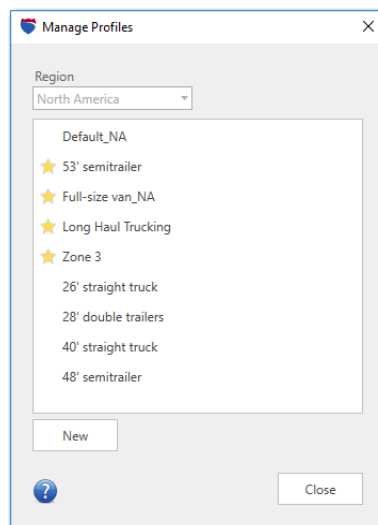 Manage Profiles
Region
North America
Default_NA
53' semitrailer
Full-size van_NA
Long Haul Trucking
Zone 3
26' straight truck
28' double trailers
40' straight truck
48' semitrailer
New
?
Close